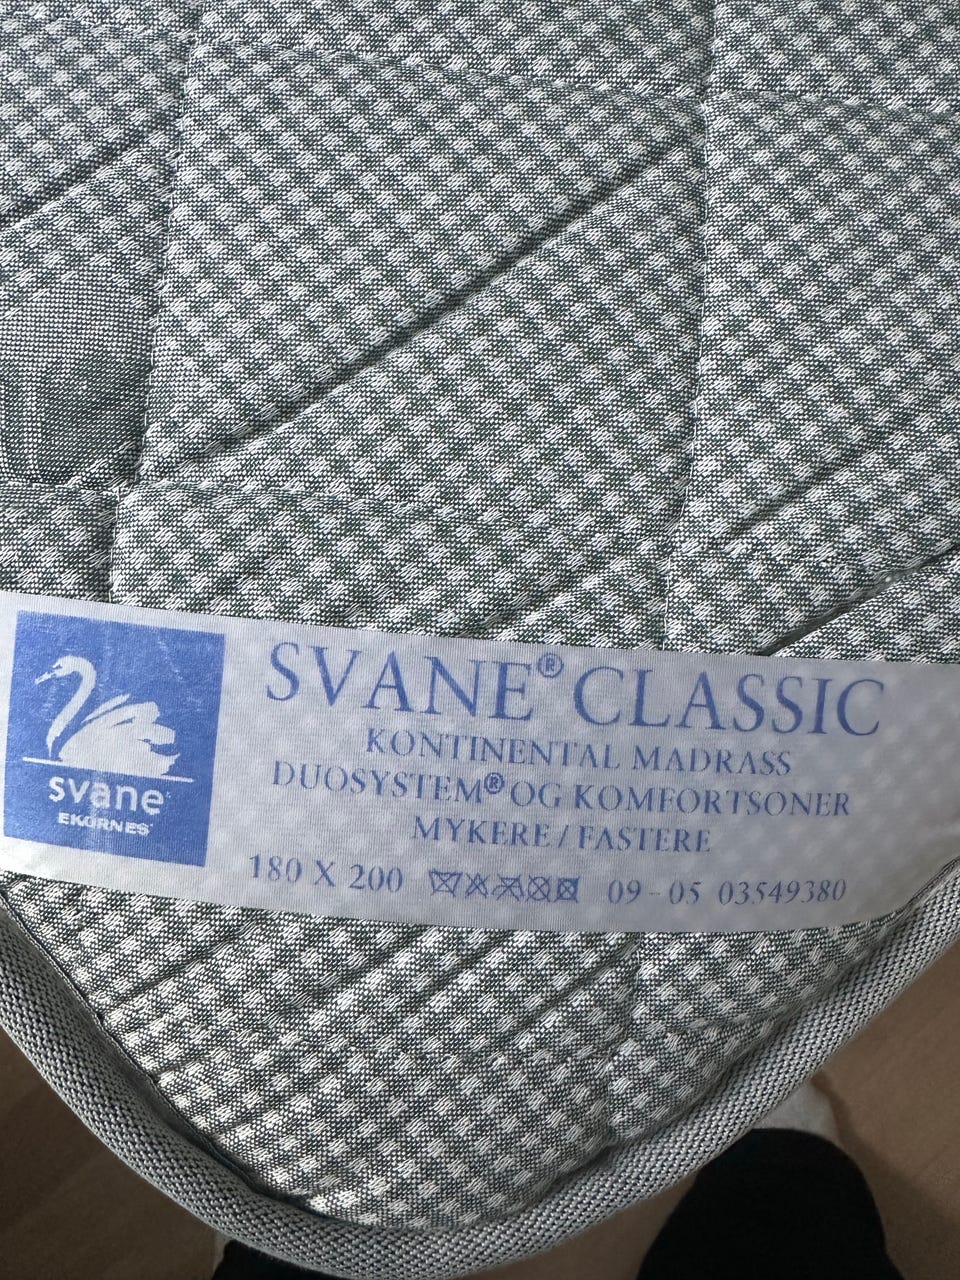 SVANE® CLASSIC
KONTINENTAL MADRASS
DUOSYSTEM® OG KOMFORTSONER
MYKERE / FASTERE
180 X 200 09-05 03549380
svane
EKORNES